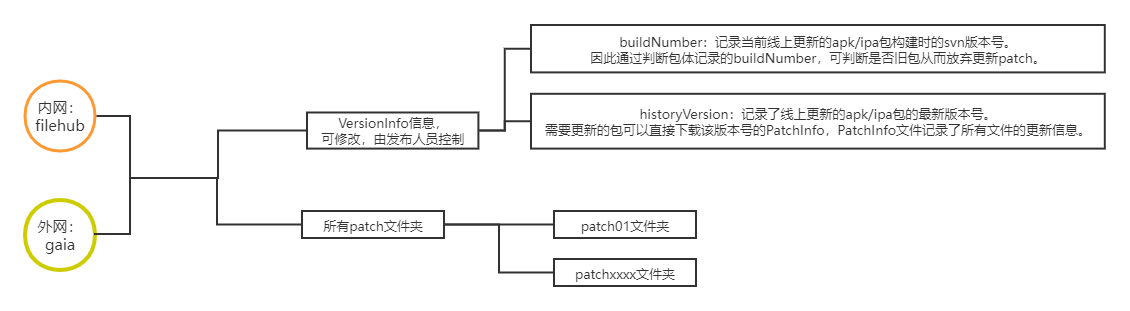 内网：
filehub
外网：
gaia
VersionInfo信息，
可修改，由发布人员控制
buildNumber：记录当前线上更新的apk/ipa包构建时的svn版本号。
因此通过判断包体记录的buildNumber，可判断是否旧包从而放弃更新patch。
historyVersion：记录了线上更新的apk/ipa包的最新版本号。
需要更新的包可以直接下载该版本号的PatchInfo，PatchInfo文件记录了所有文件的更新信息。
所有patch文件夹
patch01文件夹
patchxxxx文件夹